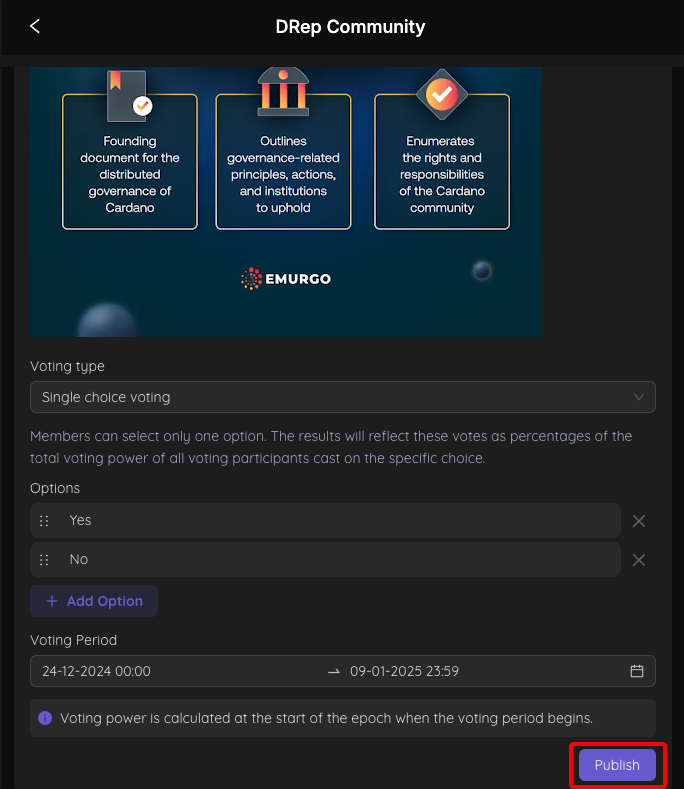 DRep Community
Founding
document for the
distributed
governance of
Cardano
Outlines
governance-related
principles, actions,
and institutions
to uphold
Enumerates
the rights and
responsibilities
of the Cardano
community
EMURGO
Voting type
Single choice voting
Members can select only one option. The results will reflect these votes as percentages of the
total voting power of all voting participants cast on the specific choice.
Options
Yes
No
+ Add Option
Voting Period
24-12-2024 00:00 → 09-01-2025 23:59
Voting power is calculated at the start of the epoch when the voting period begins.
Publish